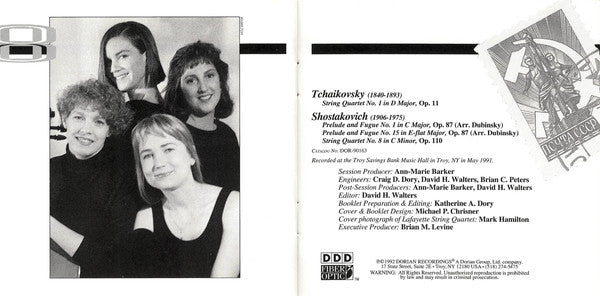 8
Tchaikovsky (1840-1893)
String Quartet No. 1 in D Major, Op. 11
Shostakovich (1906-1975)
Prelude and Fugue No. 1 in C Major, Op. 87 (Arr. Dubinsky)
Prelude and Fugue No. 15 in E-flat Major, Op. 87 (Arr. Dubinsky)
String Quartet No. 8 in C Minor, Op. 110
CATALOG NO. DOR-90163
Recorded at the Troy Savings Bank Music Hall in Troy, NY in May 1991.
Session Producer: Ann-Marie Barker
Engineers: Craig D. Dory, David H. Walters, Brian C. Peters
Post-Session Producers: Ann-Marie Barker, David H. Walters
Editor: David H. Walters
Booklet Preparation & Editing: Katherine A. Dory
Cover & Booklet Design: Michael P. Chrisner
Cover photograph of Lafayette String Quartet: Mark Hamilton
Executive Producer: Brian M. Levine
DDD
FIBER
OPTIC
TM
℗©1992 DORIAN RECORDINGS® A Dorian Group, Ltd. company.
17 State Street, Suite 2E • Troy, NY 12180 USA • (518) 274-5475
WARNING: All Rights Reserved. Unauthorized reproduction is prohibited
by law and may result in criminal prosecution.
ПОЧТА СССР